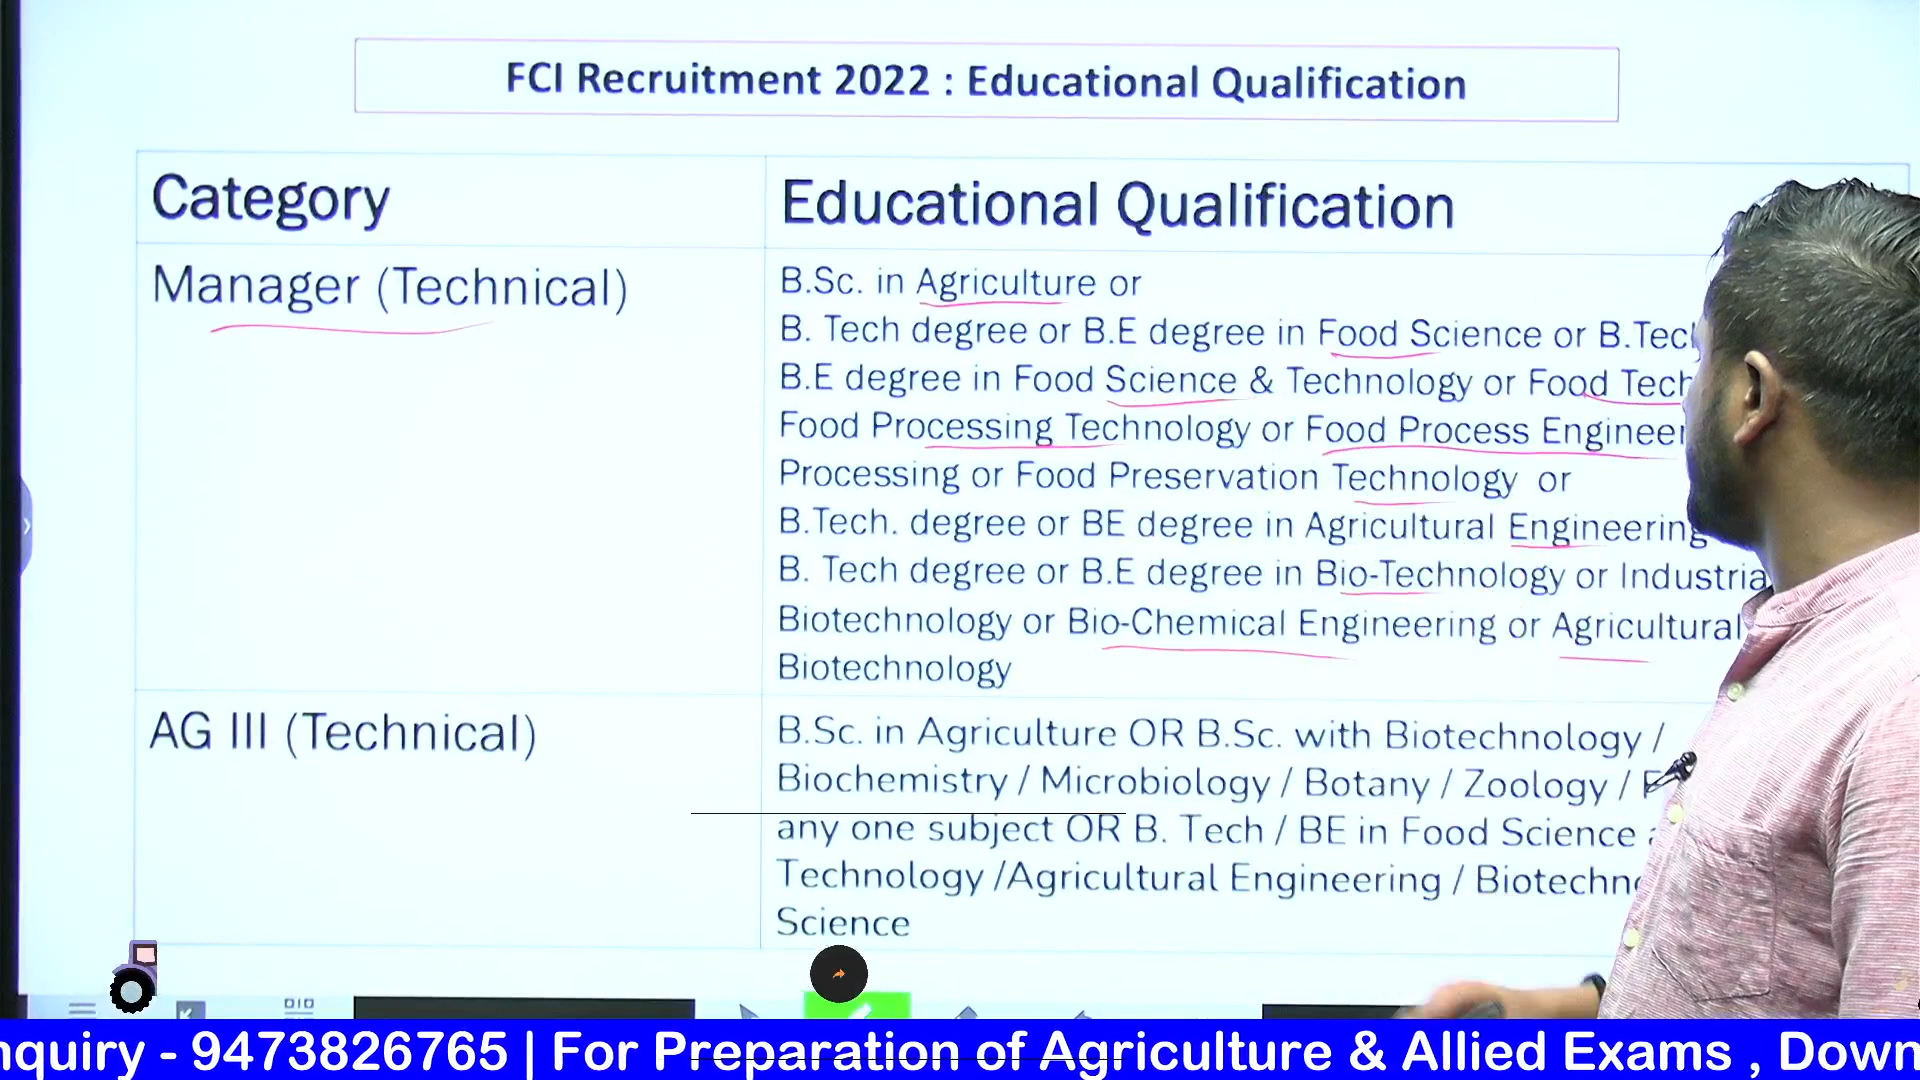 FCI Recruitment 2022 : Educational Qualification
Category
Educational Qualification
Manager (Technical)
B.Sc. in Agriculture or
B. Tech degree or B.E degree in Food Science or B.Tec
B.E degree in Food Science & Technology or Food Tech
Food Processing Technology or Food Process Engineer
Processing or Food Preservation Technology or
B.Tech. degree or BE degree in Agricultural Engineering
B. Tech degree or B.E degree in Bio-Technology or Industria
Biotechnology or Bio-Chemical Engineering or Agricultural
Biotechnology
AG III (Technical)
B.Sc. in Agriculture OR B.Sc. with Biotechnology /
Biochemistry / Microbiology / Botany / Zoology /
any one subject OR B. Tech / BE in Food Science
Technology /Agricultural Engineering / Biotechno
Science
nquiry - 9473826765 | For Preparation of Agriculture & Allied Exams , Down